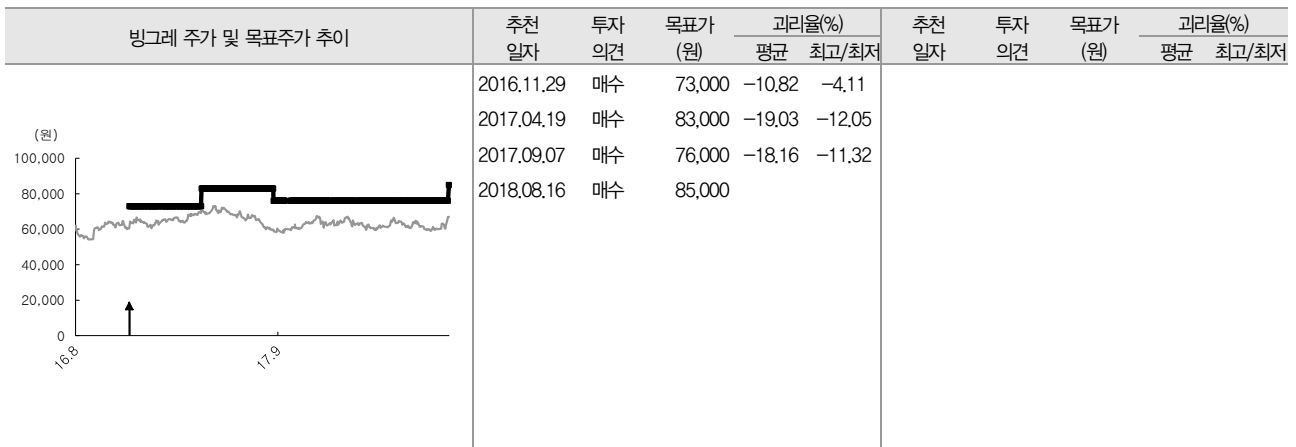 빙그레 주가 및 목표주가 추이
추천 투자 목표가 괴리율(%) 추천 투자 목표가 괴리율(%)
일자 의견 (원) 평균 최고/최저 일자 의견 (원) 평균 최고/최저
2016.11.29 매수 73,000 -10.82 -4.11
2017.04.19 매수 83,000 -19.03 -12.05
2017.09.07 매수 76,000 -18.16 -11.32
2018.08.16 매수 85,000
(원)
100,000
80,000
60,000
40,000
20,000
0
16.8 17.9